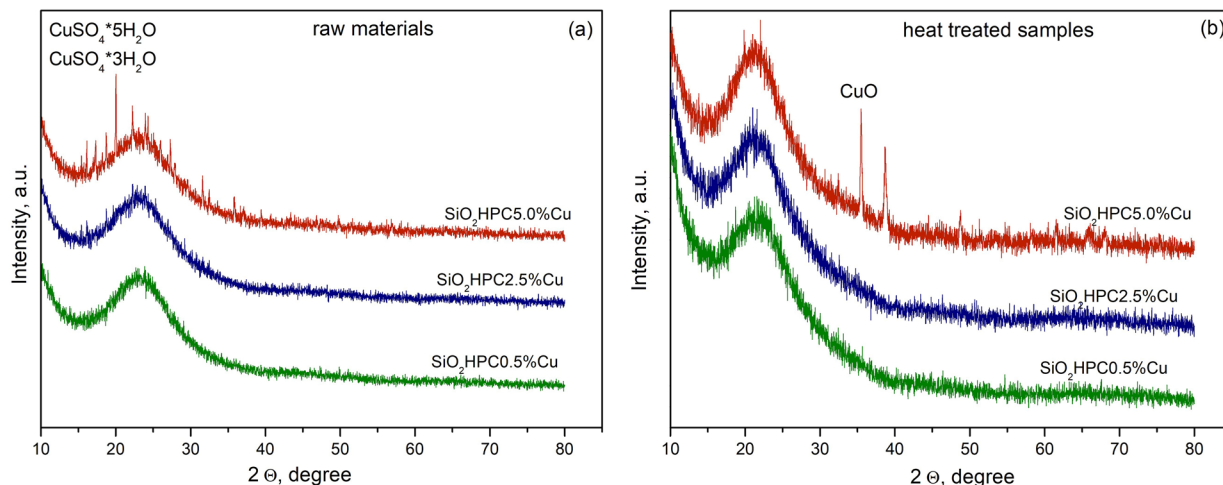 CuSO4*5H2O
CuSO4*3H2O
raw materials
(a)
SiO2HPC5.0%Cu
SiO2HPC2.5%Cu
SiO2HPC0.5%Cu
Intensity, a.u.
10 20 30 40 50 60 70 80
2 Θ, degree
heat treated samples
(b)
CuO
SiO2HPC5.0%Cu
SiO2HPC2.5%Cu
SiO2HPC0.5%Cu
Intensity, a.u.
10 20 30 40 50 60 70 80
2 Θ, degree